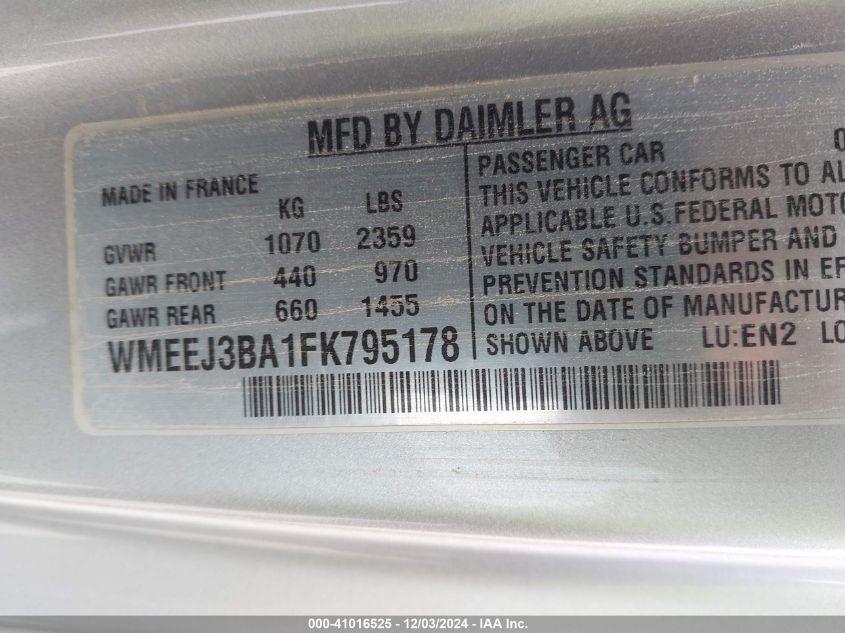 MFD BY DAIMLER AG
MADE IN FRANCE
KG LBS
GVWR 1070 2359
GAWR FRONT 440 970
GAWR REAR 660 1455
WMEEJ3BA1FK795178
PASSENGER CAR 0
THIS VEHICLE CONFORMS TO AL
APPLICABLE U.S.FEDERAL MOTO
VEHICLE SAFETY BUMPER AND
PREVENTION STANDARDS IN EF
ON THE DATE OF MANUFACTUR
SHOWN ABOVE LU:EN2 LO
000-41016525 - 12/03/2024 - IAA Inc.